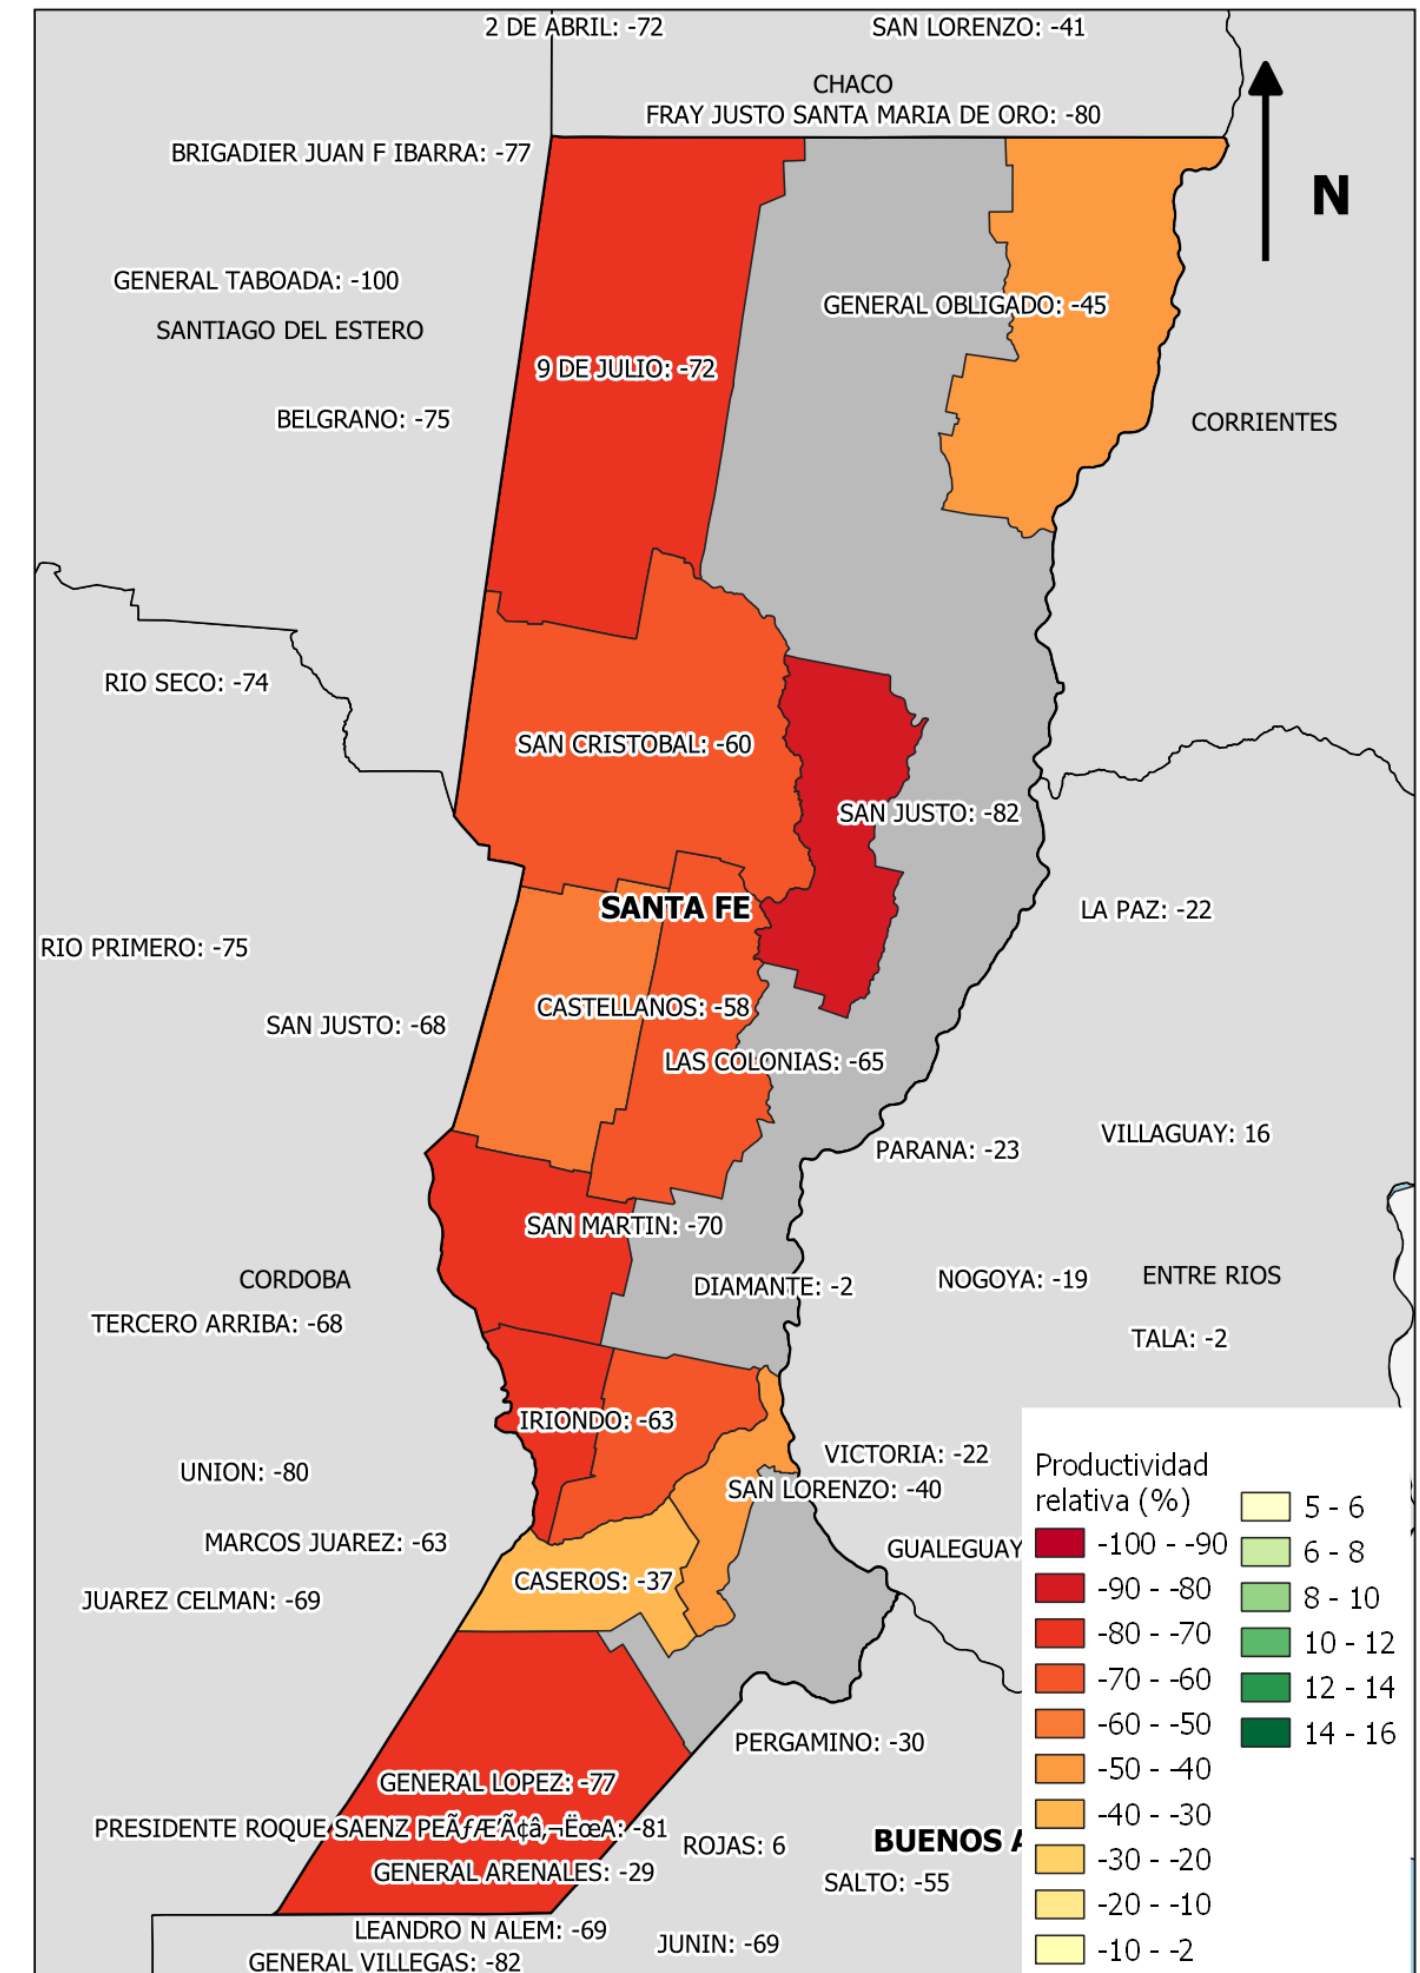 2 DE ABRIL: -72
SAN LORENZO: -41
CHACO
FRAY JUSTO SANTA MARIA DE ORO: -80
BRIGADIER JUAN F IBARRA: -77
N
GENERAL TABOADA: -100
GENERAL OBLIGADO: -45
SANTIAGO DEL ESTERO
9 DE JULIO: -72
BELGRANO: -75
CORRIENTES
RIO SECO: -74
SAN CRISTOBAL: -60
SAN JUSTO: -82
SANTA FE
LA PAZ: -22
RIO PRIMERO: -75
CASTELLANOS: -58
SAN JUSTO: -68
LAS COLONIAS: -65
VILLAGUAY: 16
PARANA: -23
SAN MARTIN: -70
CORDOBA
DIAMANTE: -2
NOGOYA: -19
ENTRE RIOS
TERCERO ARRIBA: -68
TALA: -2
IRIONDO: -63
VICTORIA: -22
UNION: -80
SAN LORENZO: -40
MARCOS JUAREZ: -63
GUALEGUAY
CASEROS: -37
JUAREZ CELMAN: -69
PERGAMINO: -30
GENERAL LOPEZ: -77
PRESIDENTE ROQUE SAENZ PEÃƒÆ’Ã¢â‚¬ËœA: -81
ROJAS: 6
BUENOS A
GENERAL ARENALES: -29
SALTO: -55
LEANDRO N ALEM: -69
JUNIN: -69
GENERAL VILLEGAS: -82
Productividad
relativa (%)
-100 - -90
-90 - -80
-80 - -70
-70 - -60
-60 - -50
-50 - -40
-40 - -30
-30 - -20
-20 - -10
-10 - -2
5 - 6
6 - 8
8 - 10
10 - 12
12 - 14
14 - 16